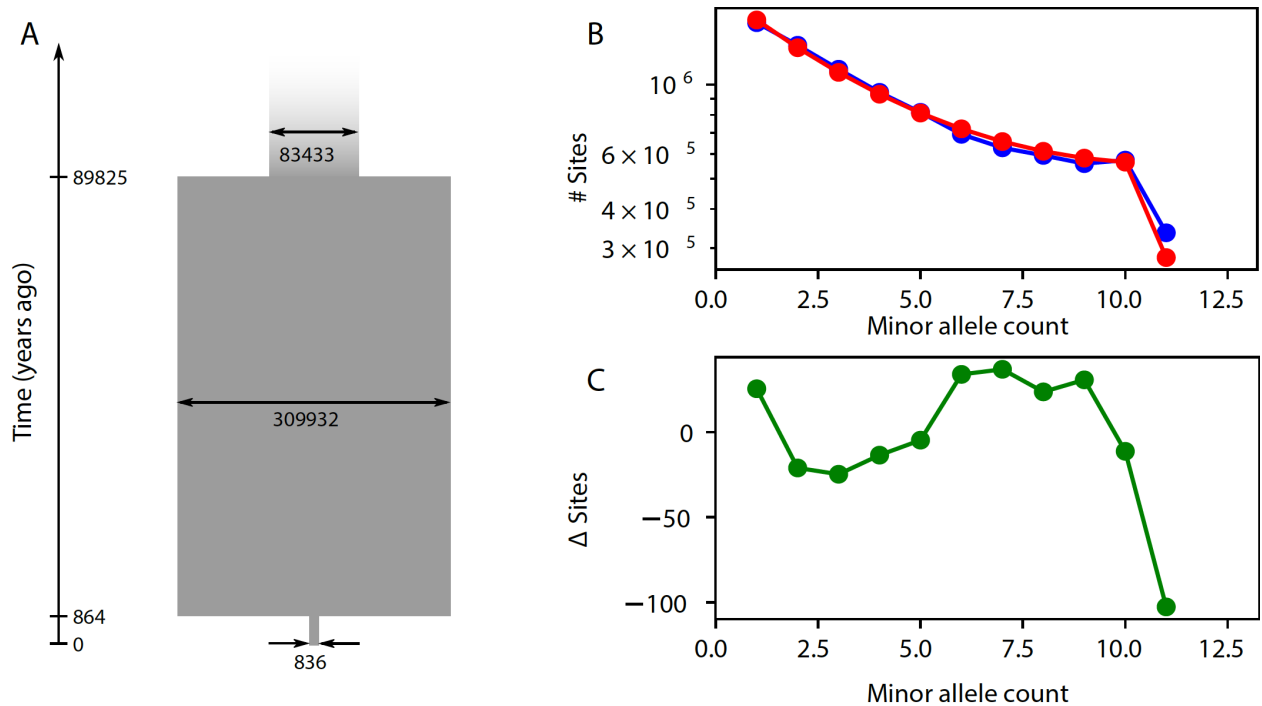 A
Time (years ago)
83433
89825
309932
864
0
836
B
# Sites
10 6
6 × 10 5
4 × 10 5
3 × 10 5
0.0 2.5 5.0 7.5 10.0 12.5
Minor allele count
C
Δ Sites
0
−50
−100
0.0 2.5 5.0 7.5 10.0 12.5
Minor allele count